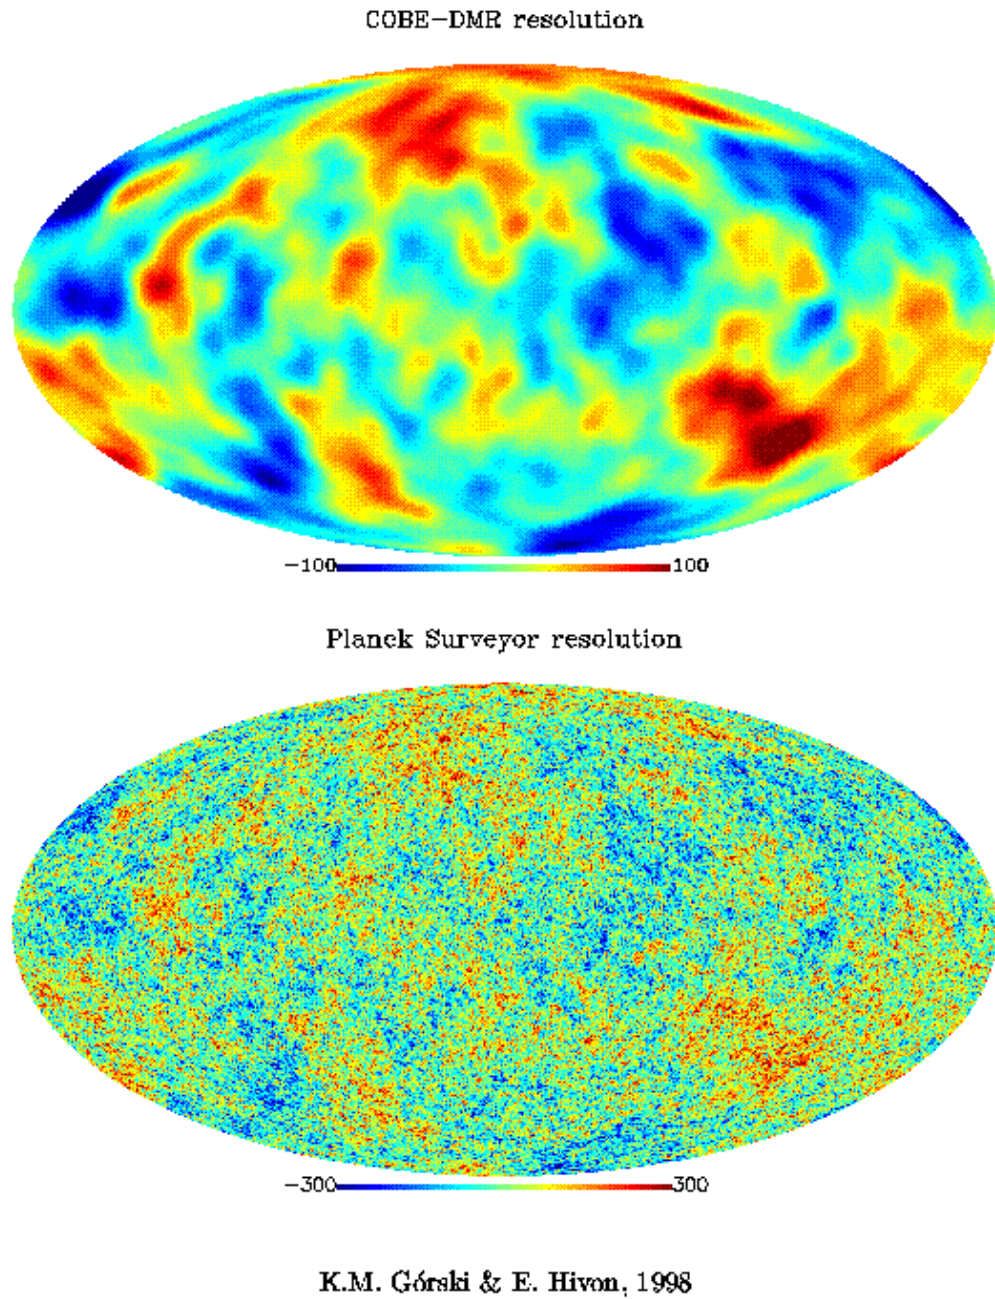 COBE-DMR resolution
-100 100
Planck Surveyor resolution
-300 300
K.M. Górski & E. Hivon, 1998